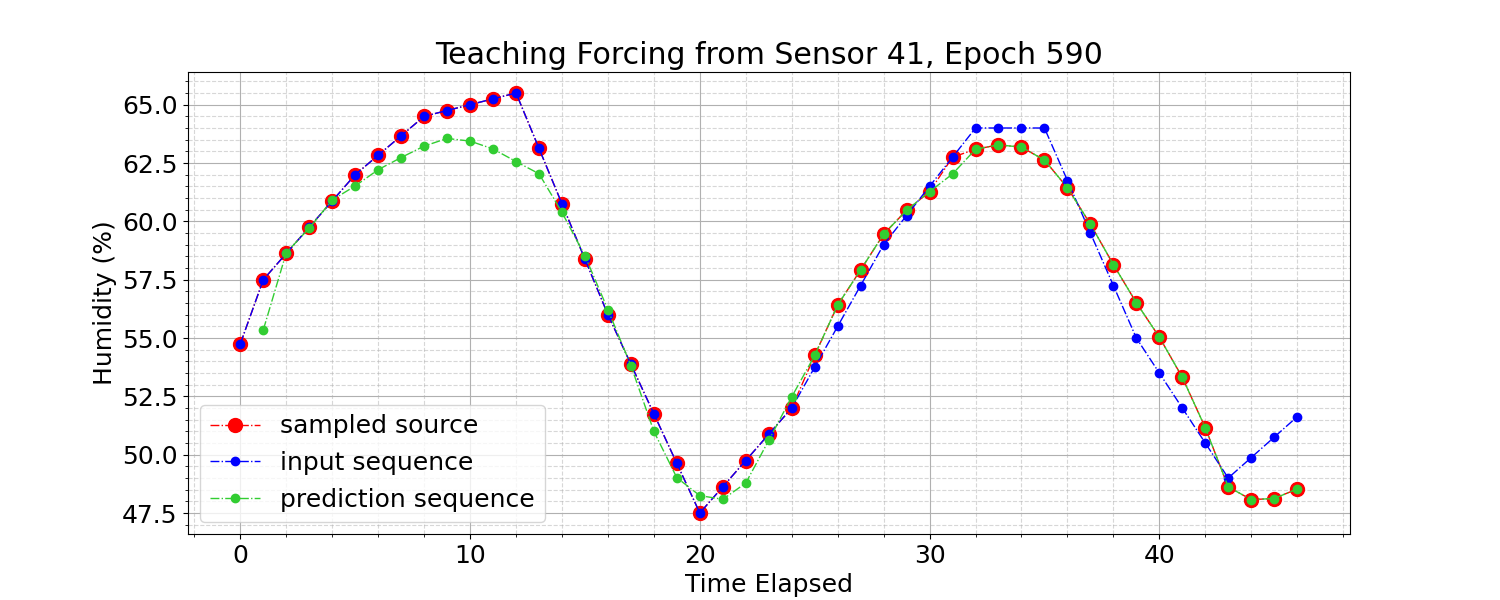 Teaching Forcing from Sensor 41, Epoch 590
Humidity (%)
65.0
62.5
60.0
57.5
55.0
52.5
50.0
47.5
sampled source
input sequence
prediction sequence
0 10 20 30 40
Time Elapsed